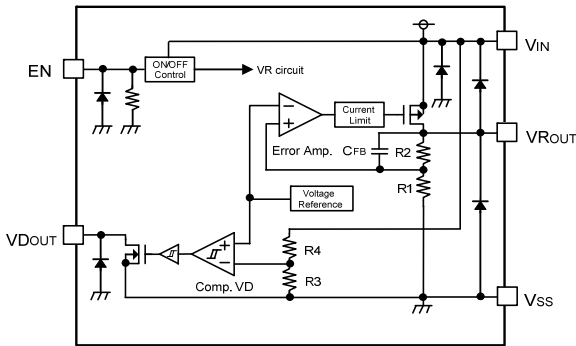 VIN
EN
ON/OFF
Control
VR circuit
Current
Limit
VROUT
Error Amp.
CFB
R2
R1
Voltage
Reference
VDOUT
R4
R3
Comp. VD
VSS